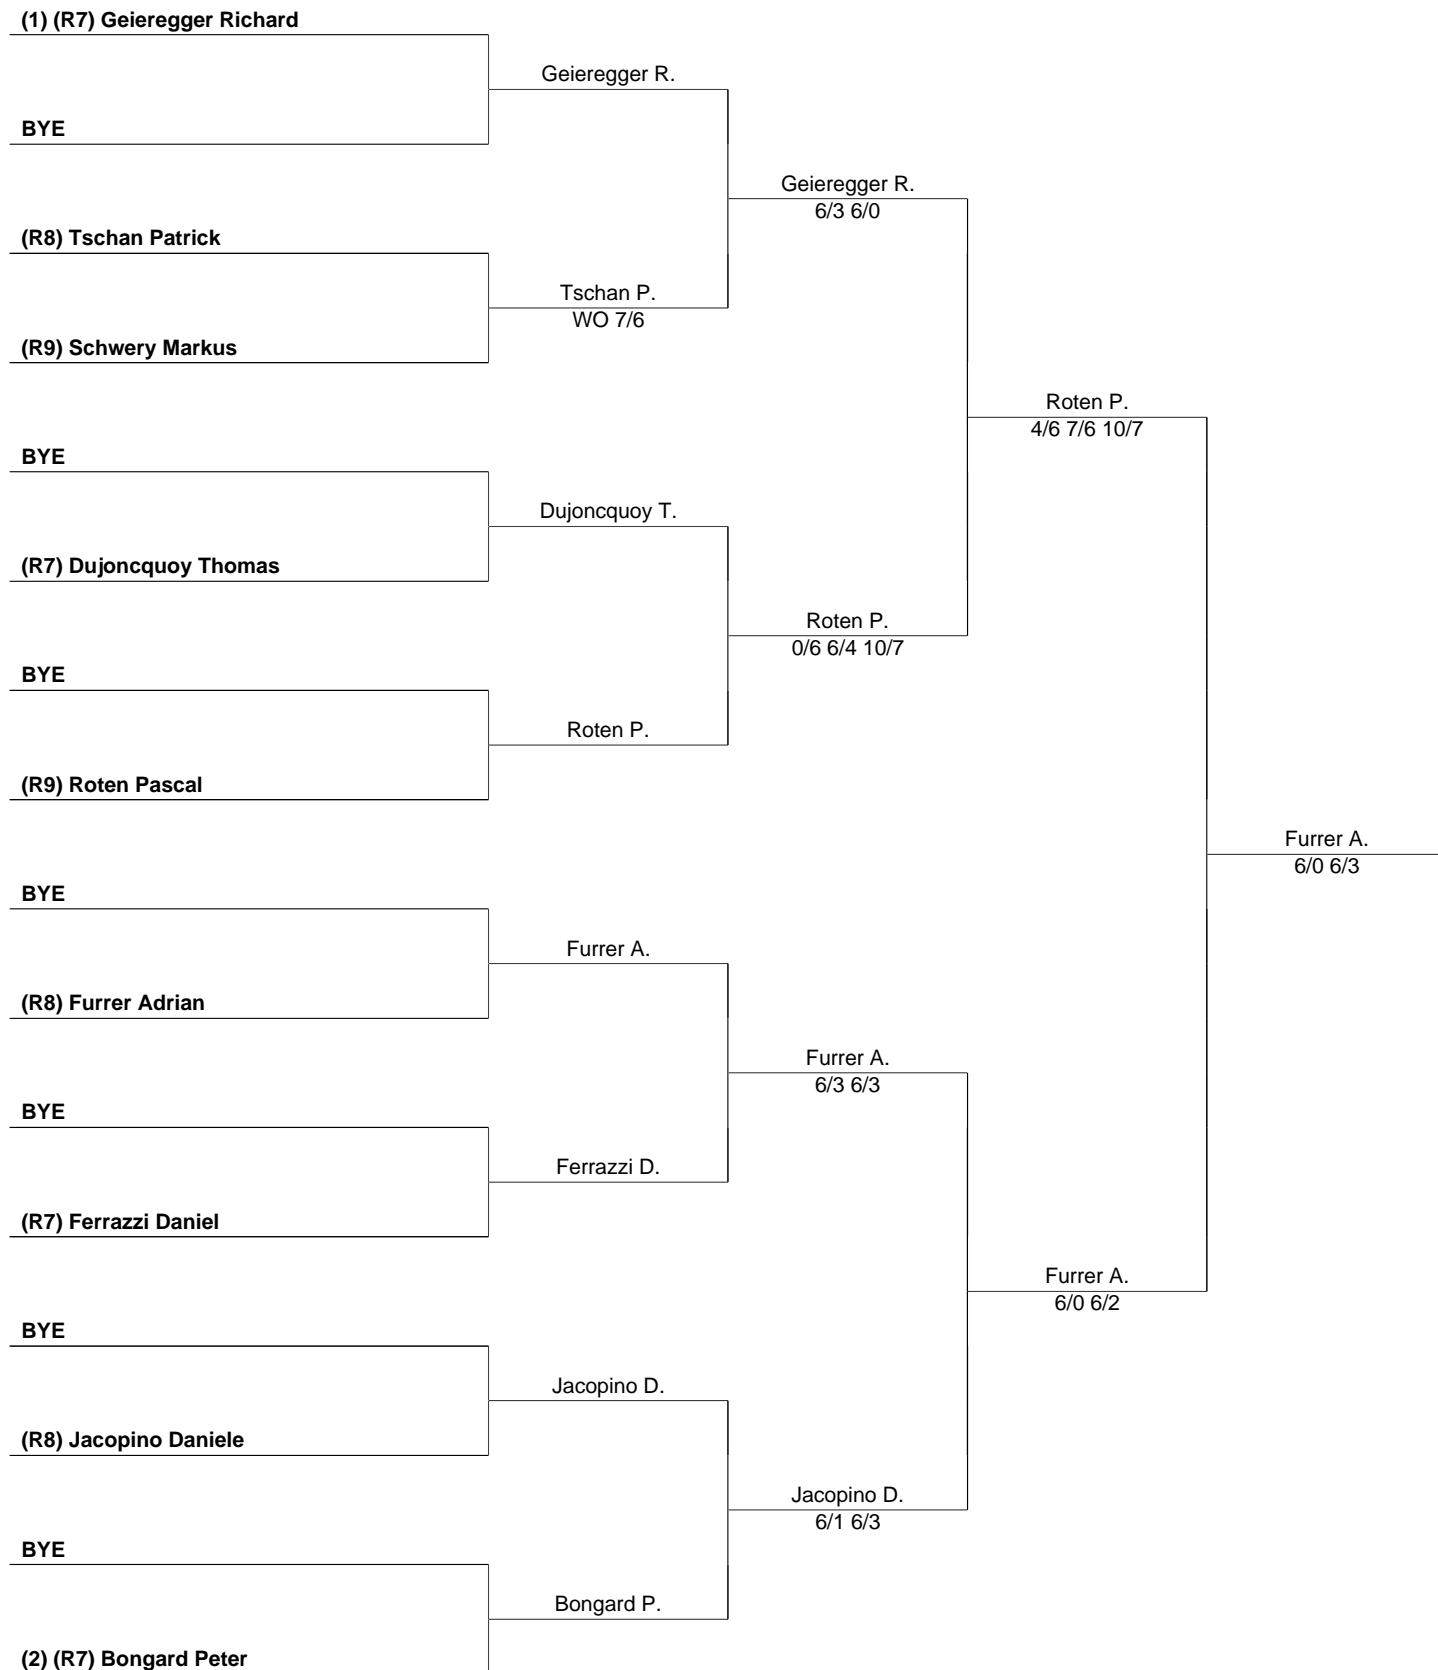 (1) (R7) Geieregger Richard
Geieregger R.
BYE
Geieregger R.
6/3 6/0
(R8) Tschan Patrick
Tschan P.
WO 7/6
(R9) Schwery Markus
Roten P.
4/6 7/6 10/7
BYE
Dujoncquoy T.
(R7) Dujoncquoy Thomas
Roten P.
0/6 6/4 10/7
BYE
Roten P.
(R9) Roten Pascal
Furrer A.
6/0 6/3
BYE
Furrer A.
(R8) Furrer Adrian
Furrer A.
6/3 6/3
BYE
Ferrazzi D.
(R7) Ferrazzi Daniel
Furrer A.
6/0 6/2
BYE
Jacopino D.
(R8) Jacopino Daniele
Jacopino D.
6/1 6/3
BYE
Bongard P.
(2) (R7) Bongard Peter